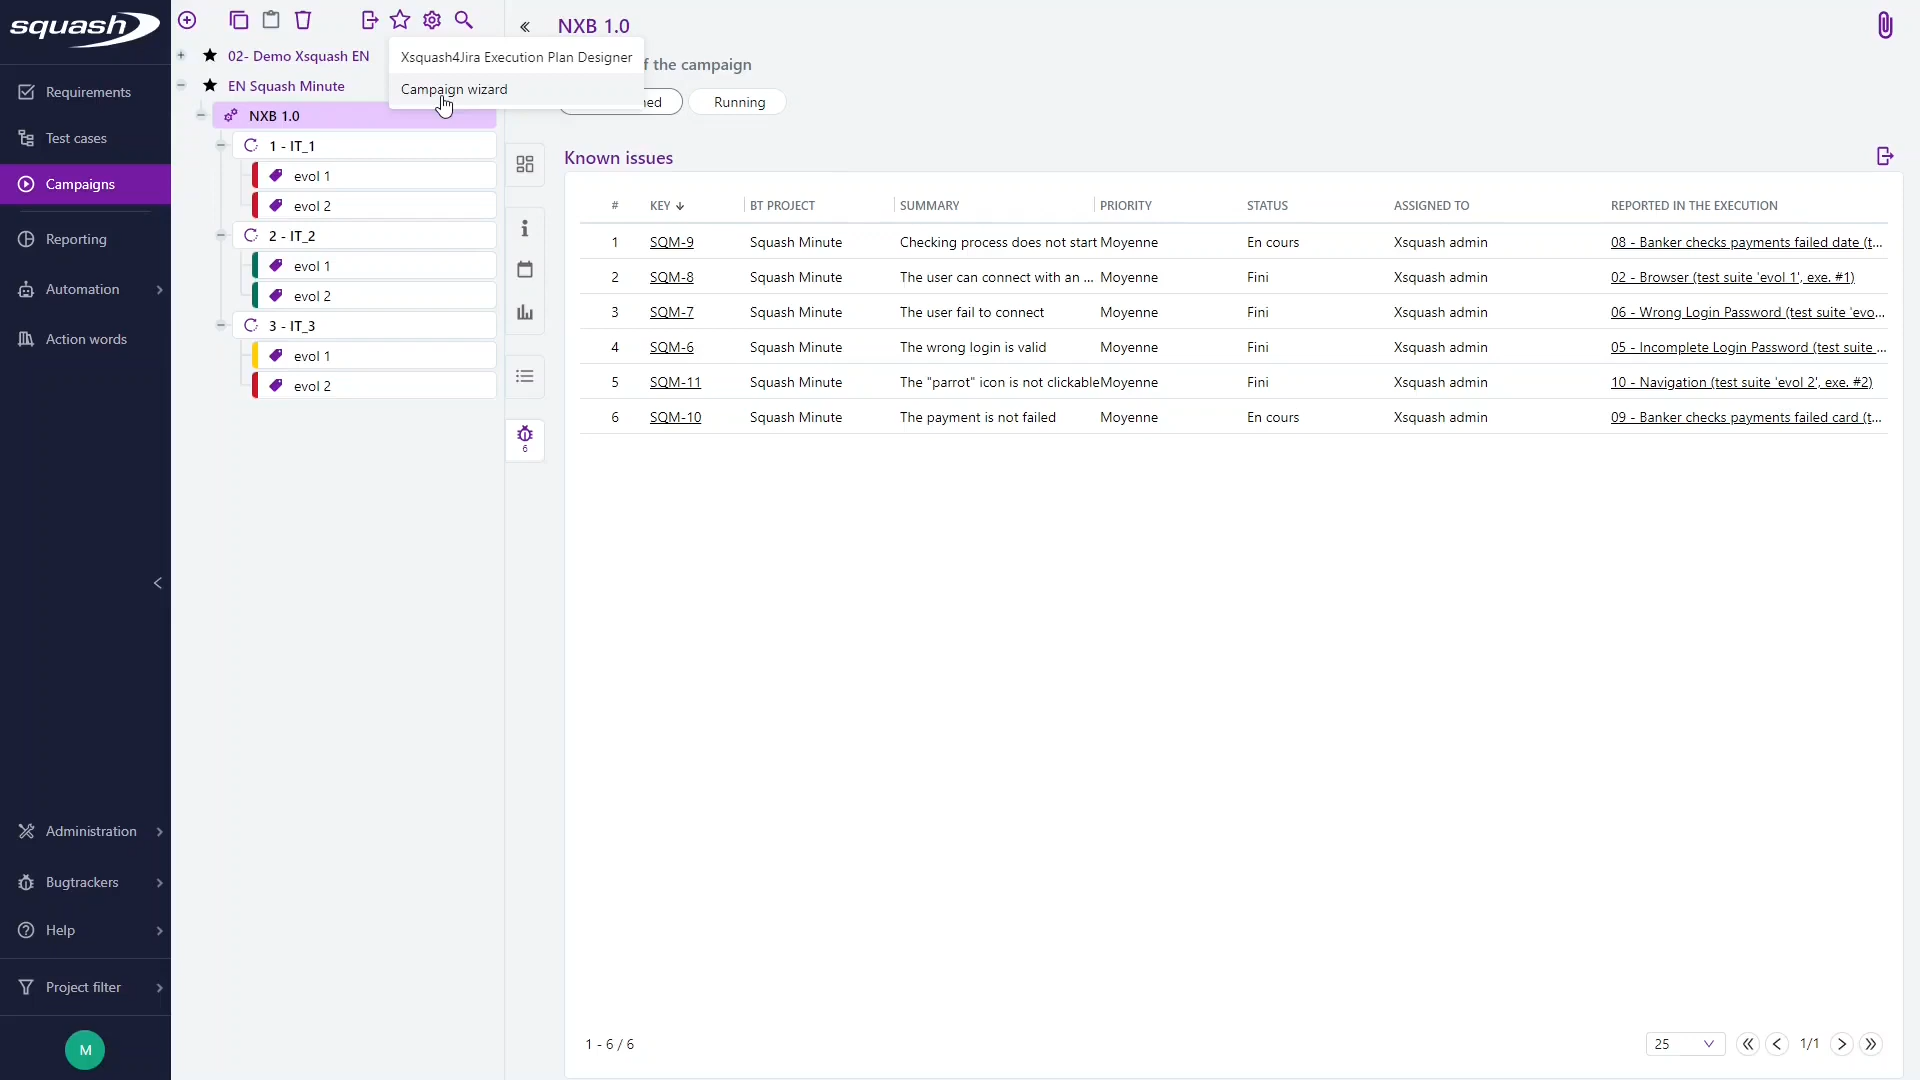 squash
Requirements
Test cases
Campaigns
Reporting
Automation
Action words
Administration
Bugtrackers
Help
Project filter
M
02- Demo Xsquash EN
EN Squash Minute
NXB 1.0
1 - IT_1
evol 1
evol 2
2 - IT_2
evol 1
evol 2
3 - IT_3
evol 1
evol 2
Xsquash4Jira Execution Plan Designer
Campaign wizard
NXB 1.0
the campaign
Running
6
Known issues
# KEY BT PROJECT SUMMARY PRIORITY STATUS ASSIGNED TO REPORTED IN THE EXECUTION
1 SQM-9 Squash Minute Checking process does not start Moyenne En cours Xsquash admin 08 - Banker checks payments failed date (t...
2 SQM-8 Squash Minute The user can connect with an ... Moyenne Fini Xsquash admin 02 - Browser (test suite 'evol 1', exe. #1)
3 SQM-7 Squash Minute The user fail to connect Moyenne Fini Xsquash admin 06 - Wrong Login Password (test suite 'evo...
4 SQM-6 Squash Minute The wrong login is valid Moyenne Fini Xsquash admin 05 - Incomplete Login Password (test suite ...
5 SQM-11 Squash Minute The "parrot" icon is not clickable Moyenne Fini Xsquash admin 10 - Navigation (test suite 'evol 2', exe. #2)
6 SQM-10 Squash Minute The payment is not failed Moyenne En cours Xsquash admin 09 - Banker checks payments failed card (t...
1 - 6 / 6
25
1/1